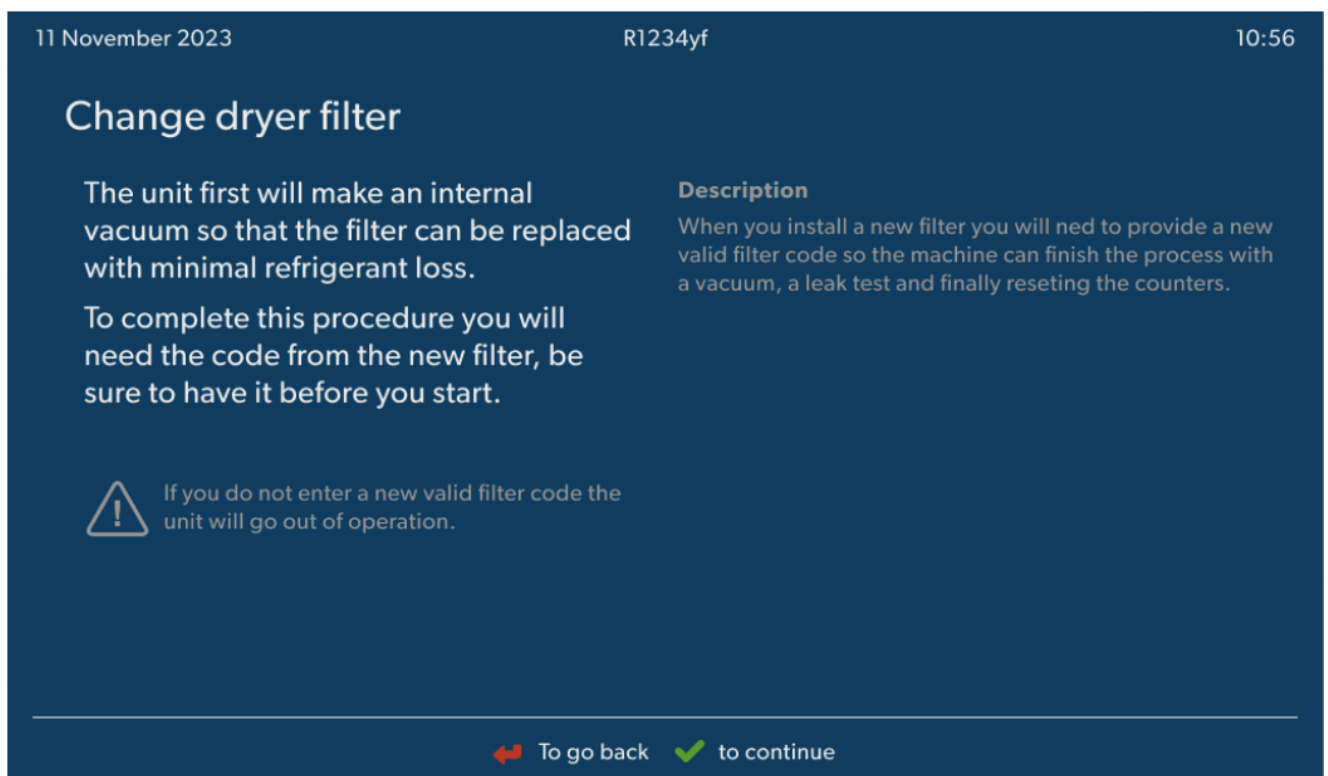 11 November 2023 R1234yf 10:56
Change dryer filter
The unit first will make an internal
vacuum so that the filter can be replaced
with minimal refrigerant loss.
To complete this procedure you will
need the code from the new filter, be
sure to have it before you start.
If you do not enter a new valid filter code the
unit will go out of operation.
Description
When you install a new filter you will ned to provide a new
valid filter code so the machine can finish the process with
a vacuum, a leak test and finally reseting the counters.
To go back to continue